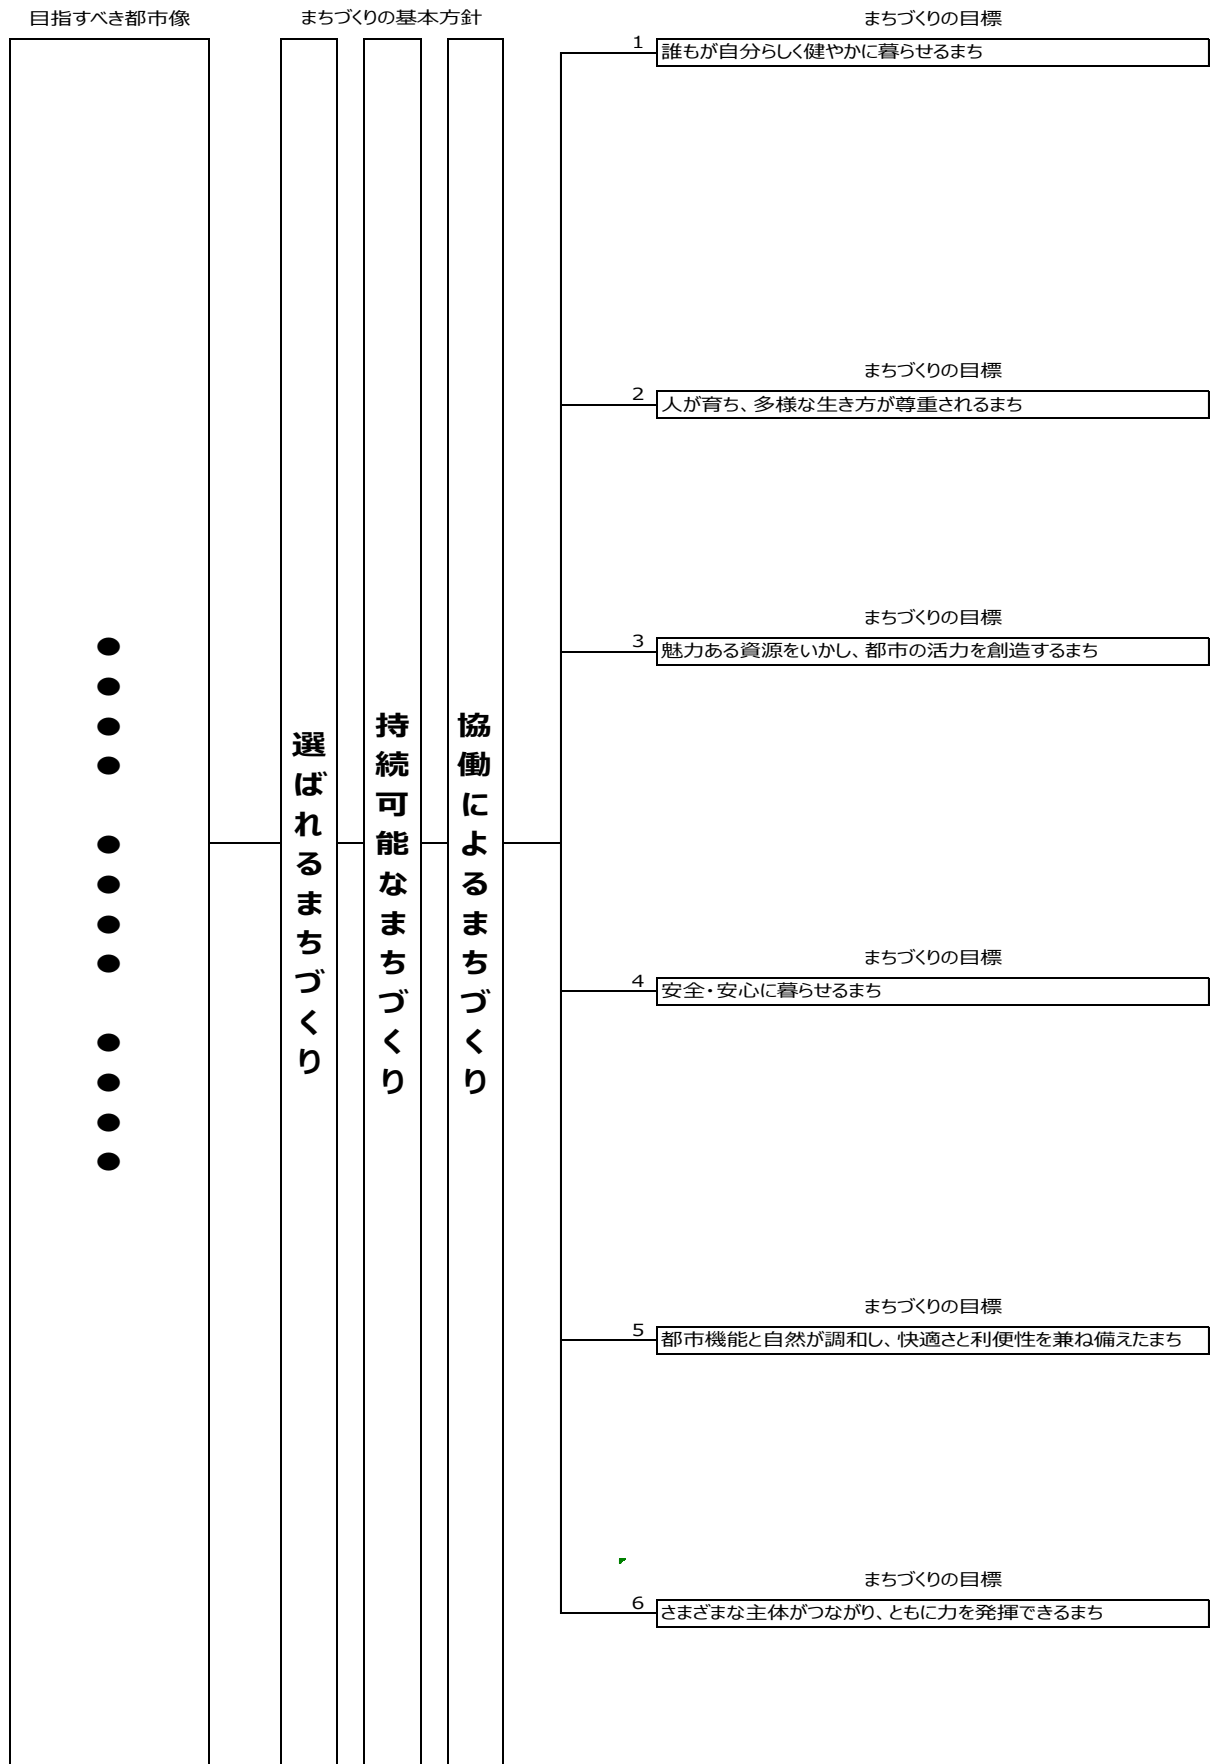 目指すべき都市像
まちづくりの基本方針
●●●●　●●●●　●●●●
選ばれるまちづくり
持続可能なまちづくり
協働によるまちづくり
まちづくりの目標
1
誰もが自分らしく健やかに暮らせるまち
まちづくりの目標
2
人が育ち、多様な生き方が尊重されるまち
まちづくりの目標
3
魅力ある資源をいかし、都市の活力を創造するまち
まちづくりの目標
4
安全・安心に暮らせるまち
まちづくりの目標
5
都市機能と自然が調和し、快適さと利便性を兼ね備えたまち
まちづくりの目標
6
さまざまな主体がつながり、ともに力を発揮できるまち